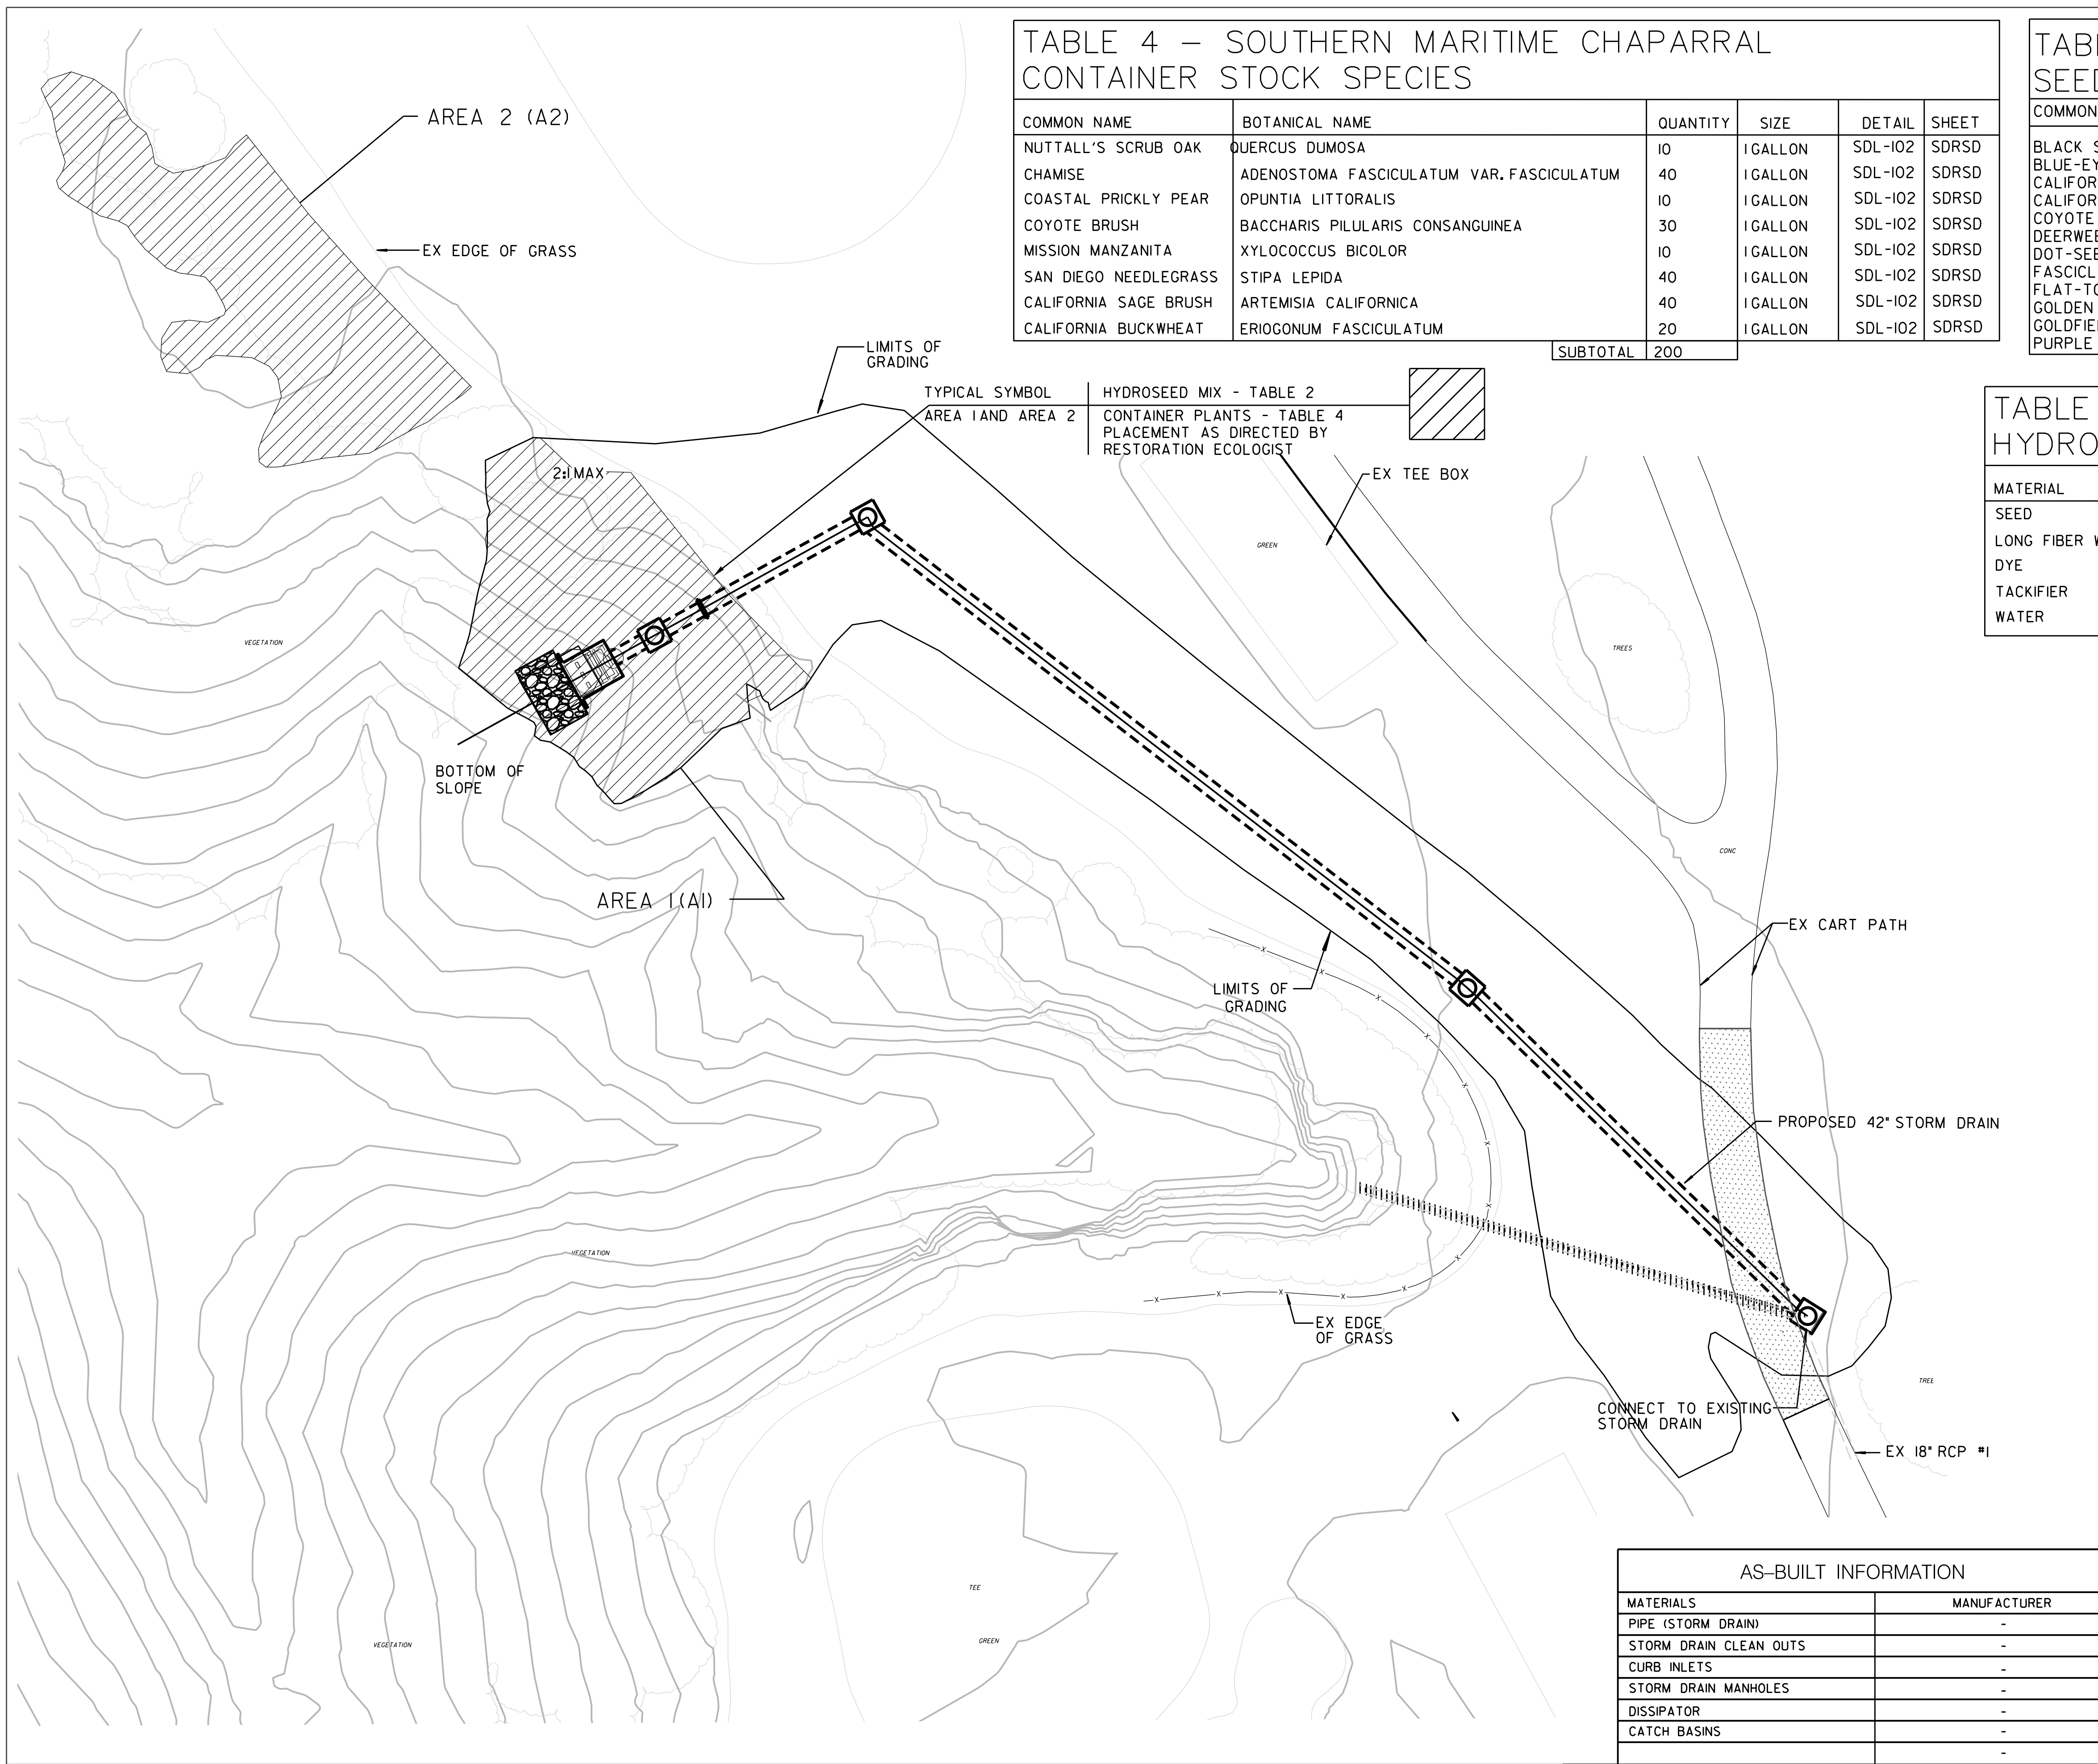 TABLE 4 - SOUTHERN MARITIME CHAPARRAL
CONTAINER STOCK SPECIES
COMMON NAME BOTANICAL NAME QUANTITY SIZE DETAIL SHEET
NUTTALL'S SCRUB OAK QUERCUS DUMOSA 10 1 GALLON SDL-102 SDRSD
CHAMISE ADENOSTOMA FASCICULATUM VAR. FASCICULATUM 40 1 GALLON SDL-102 SDRSD
COASTAL PRICKLY PEAR OPUNTIA LITTORALIS 10 1 GALLON SDL-102 SDRSD
COYOTE BRUSH BACCHARIS PILULARIS CONSANGUINEA 30 1 GALLON SDL-102 SDRSD
MISSION MANZANITA XYLOCOCCUS BICOLOR 10 1 GALLON SDL-102 SDRSD
SAN DIEGO NEEDLEGRASS STIPA LEPIDA 40 1 GALLON SDL-102 SDRSD
CALIFORNIA SAGE BRUSH ARTEMISIA CALIFORNICA 40 1 GALLON SDL-102 SDRSD
CALIFORNIA BUCKWHEAT ERIOGONUM FASCICULATUM 20 1 GALLON SDL-102 SDRSD
SUBTOTAL 200
COMMON
BLACK
COYOTE
GOLDEN
PURPLE
TABLE
MATERIAL
SEED
LONG FIBER
DYE
TACKIFIER
WATER
AREA 2 (A2)
EX EDGE OF GRASS
LIMITS OF
GRADING
TYPICAL SYMBOL HYDROSEED MIX - TABLE 2
AREA 1 AND AREA 2 CONTAINER PLANTS - TABLE 4
PLACEMENT AS DIRECTED BY
RESTORATION ECOLOGIST
2:1 MAX
EX TEE BOX
GREEN
VEGETATION
TREES
BOTTOM OF
SLOPE
CONC
AREA 1 (A1)
EX CART PATH
LIMITS OF
GRADING
PROPOSED 42" STORM DRAIN
VEGETATION
EX EDGE
OF GRASS
TREE
CONNECT TO EXISTING
STORM DRAIN
EX 18" RCP #1
TEE
GREEN
VEGETATION
AS-BUILT INFORMATION
MATERIALS MANUFACTURER
PIPE (STORM DRAIN) -
STORM DRAIN CLEAN OUTS -
CURB INLETS -
STORM DRAIN MANHOLES -
DISSIPATOR -
CATCH BASINS -
-